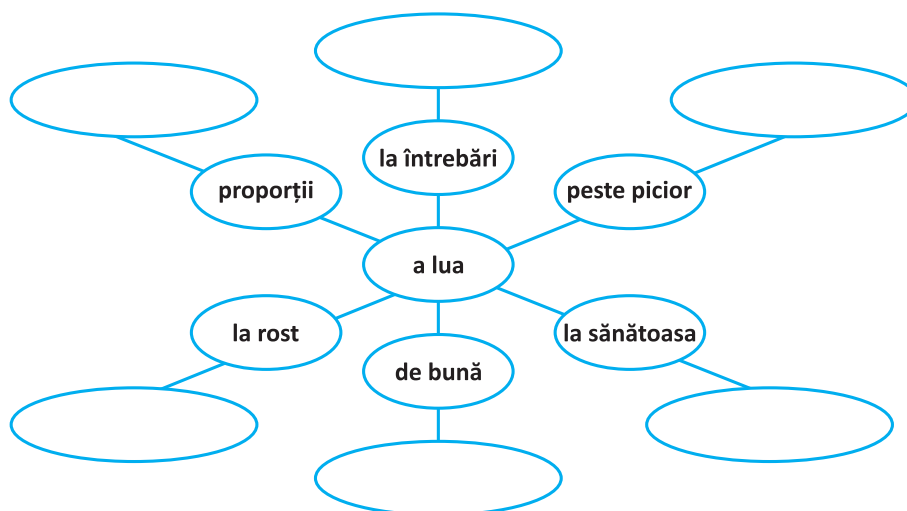 la întrebări
proporții
peste picior
a lua
la rost
la sănătoasa
de bună